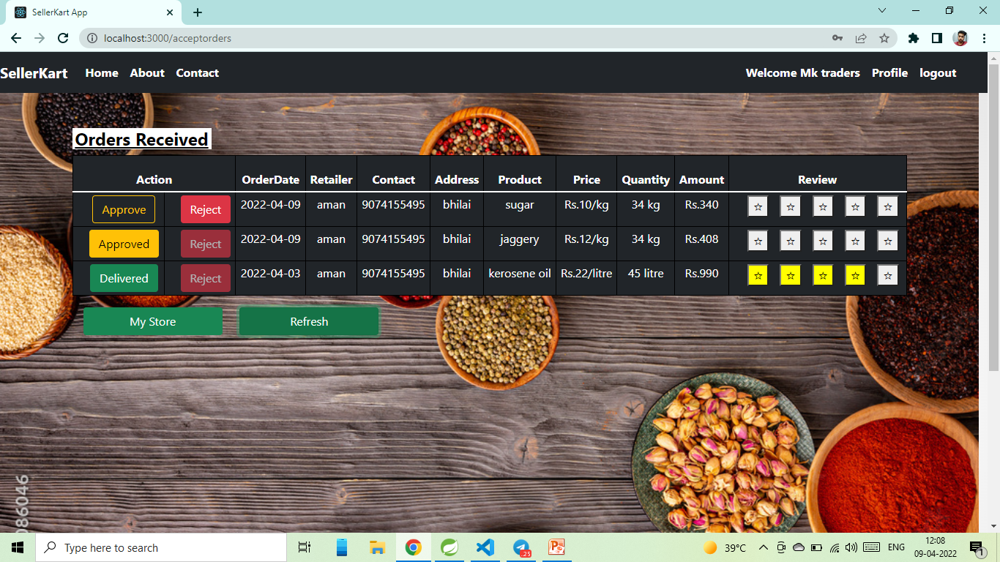 SellerKart App
localhost:3000/acceptorders
SellerKart Home About Contact Welcome Mk traders Profile logout
Orders Received
Action OrderDate Retailer Contact Address Product Price Quantity Amount Review
Approve Reject 2022-04-09 aman 9074155495 bhilai sugar Rs.10/kg 34 kg Rs.340 ☆ ☆ ☆ ☆ ☆
Approved Reject 2022-04-09 aman 9074155495 bhilai jaggery Rs.12/kg 34 kg Rs.408 ☆ ☆ ☆ ☆ ☆
Delivered Reject 2022-04-03 aman 9074155495 bhilai kerosene oil Rs.22/litre 45 litre Rs.990 ☆ ☆ ☆ ☆ ☆
My Store Refresh
Type here to search
25
39°C
ENG
12:08
09-04-2022
1